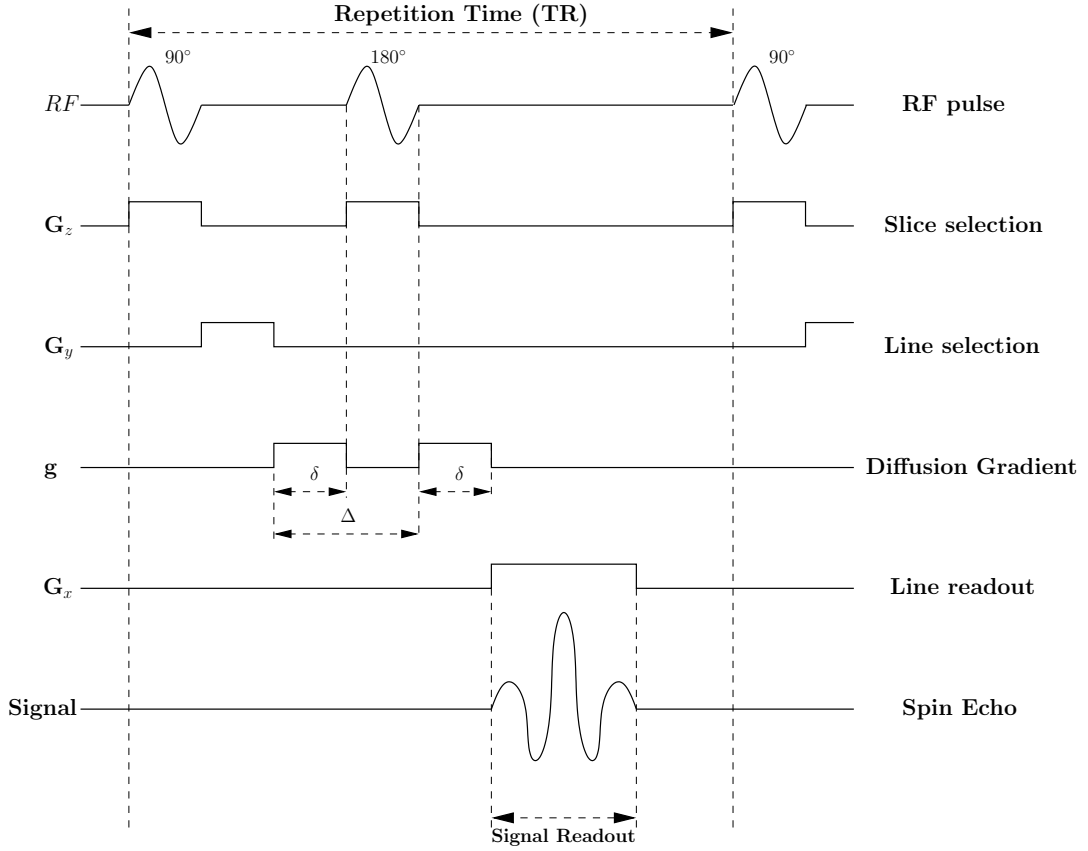 Repetition Time (TR)
90°
180°
90°
RF
RF pulse
G_z
Slice selection
G_y
Line selection
g
Diffusion Gradient
δ
δ
Δ
G_x
Line readout
Signal
Spin Echo
Signal Readout